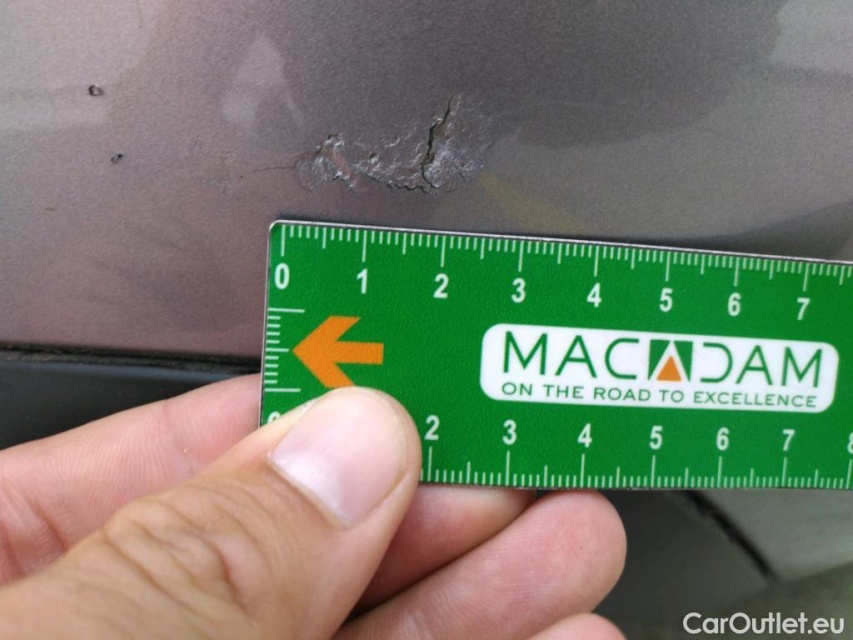 0 1 2 3 4 5 6 7
MACADAM
ON THE ROAD TO EXCELLENCE
2 3 4 5 6 7
CarOutlet.eu